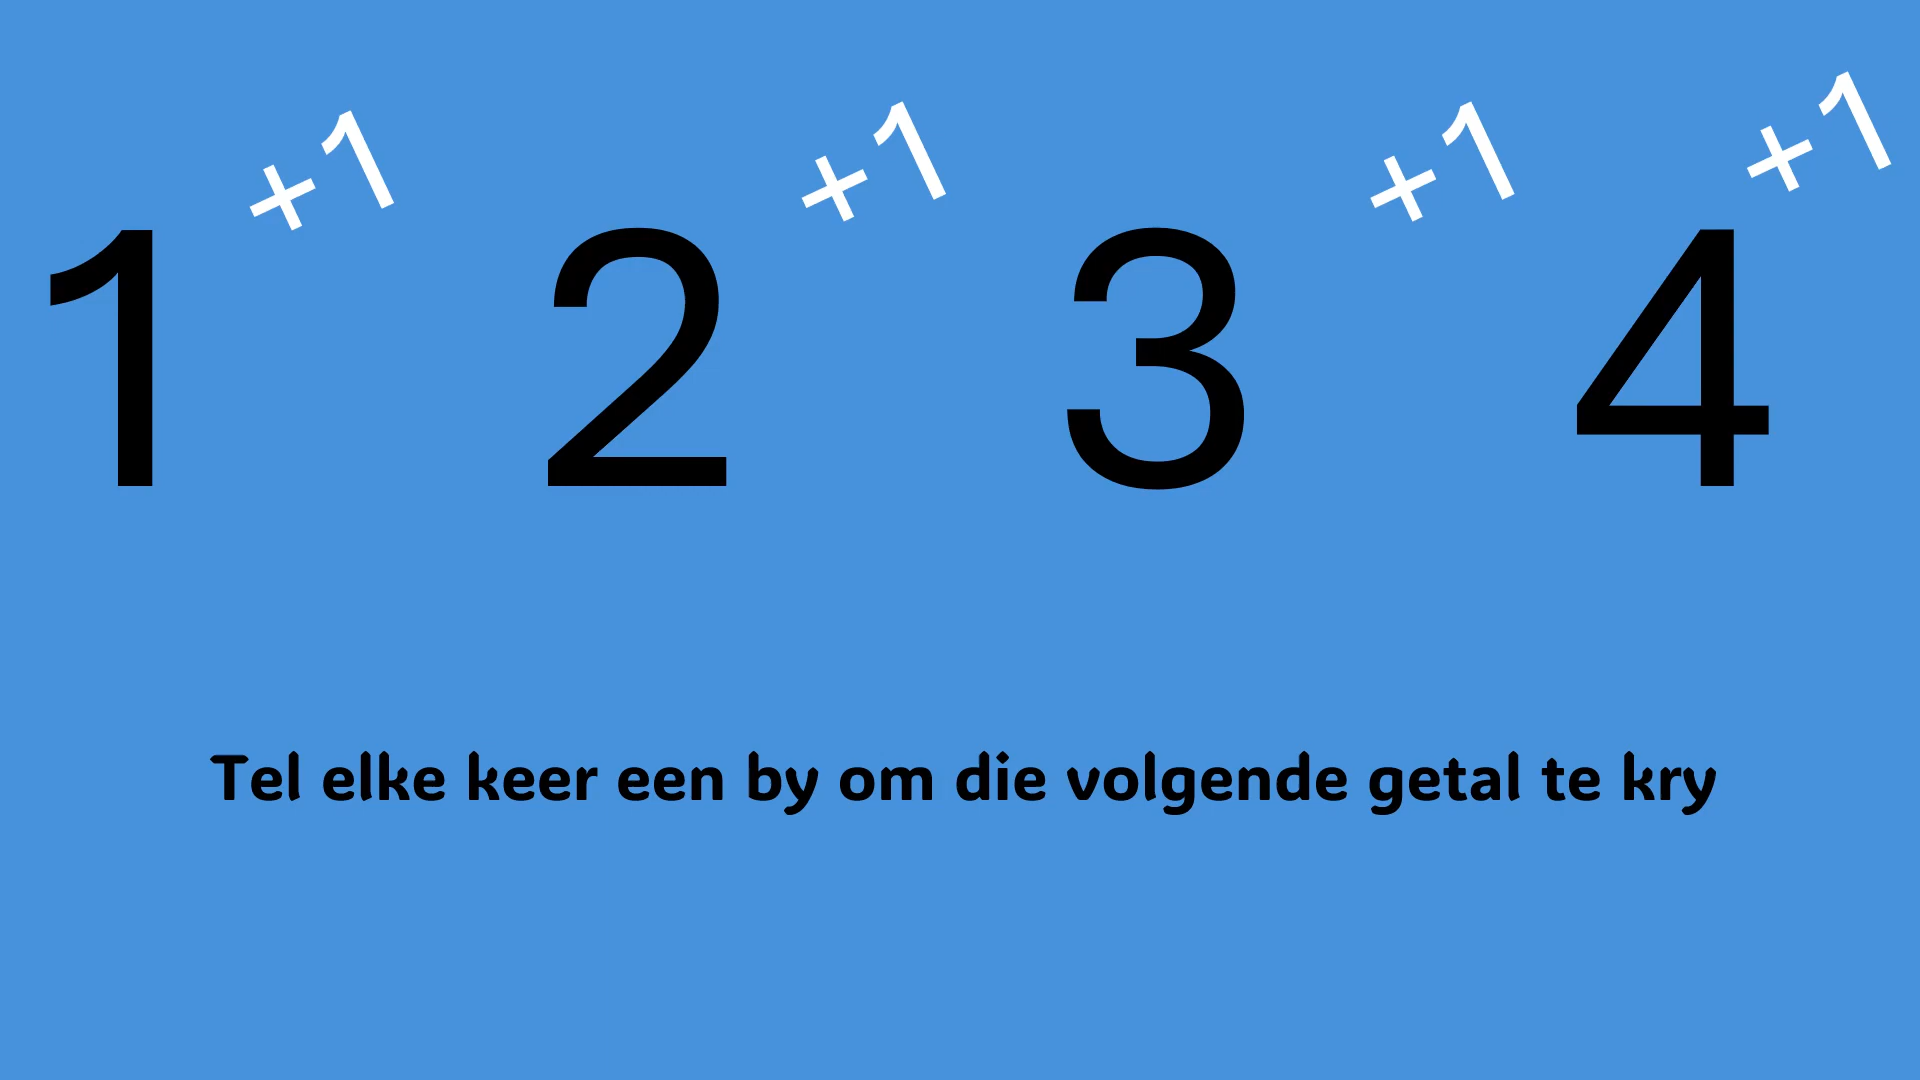 +1 +1 +1 +1
1 2 3 4
Tel elke keer een by om die volgende getal te kry